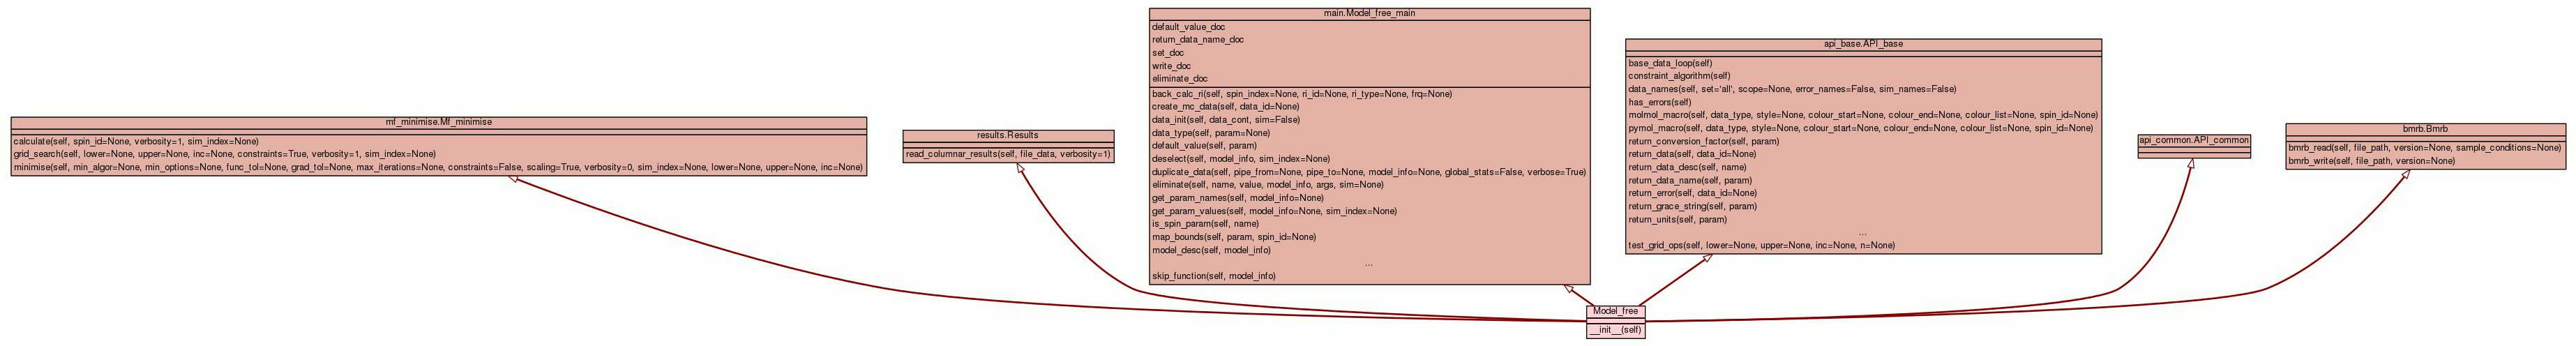 mf_minimise.Mf_minimise
calculate(self, spin_id=None, verbosity=1, sim_index=None)
grid_search(self, lower=None, upper=None, inc=None, constraints=True, verbosity=1, sim_index=None)
minimise(self, min_algor=None, min_options=None, func_tol=None, grad_tol=None, max_iterations=None, constraints=False, scaling=True, verbosity=0, sim_index=None, lower=None, upper=None, inc=None)
results.Results
read_columnar_results(self, file_data, verbosity=1)
main.Model_free_main
default_value_doc
return_data_name_doc
set_doc
write_doc
eliminate_doc
back_calc_ri(self, spin_index=None, ri_id=None, ri_type=None, frq=None)
create_mc_data(self, data_id=None)
data_init(self, data_cont, sim=False)
data_type(self, param=None)
default_value(self, param)
deselect(self, model_info, sim_index=None)
duplicate_data(self, pipe_from=None, pipe_to=None, model_info=None, global_stats=False, verbose=True)
eliminate(self, name, value, model_info, args, sim=None)
get_param_names(self, model_info=None)
get_param_values(self, model_info=None, sim_index=None)
is_spin_param(self, name)
map_bounds(self, param, spin_id=None)
model_desc(self, model_info)
...
skip_function(self, model_info)
api_base.API_base
base_data_loop(self)
constraint_algorithm(self)
data_names(self, set='all', scope=None, error_names=False, sim_names=False)
has_errors(self)
molmol_macro(self, data_type, style=None, colour_start=None, colour_end=None, colour_list=None, spin_id=None)
pymol_macro(self, data_type, style=None, colour_start=None, colour_end=None, colour_list=None, spin_id=None)
return_conversion_factor(self, param)
return_data(self, data_id=None)
return_data_desc(self, name)
return_data_name(self, param)
return_error(self, data_id=None)
return_grace_string(self, param)
return_units(self, param)
...
test_grid_ops(self, lower=None, upper=None, inc=None, n=None)
api_common.API_common
bmrb.Bmrb
bmrb_read(self, file_path, version=None, sample_conditions=None)
bmrb_write(self, file_path, version=None)
Model_free
__init__(self)